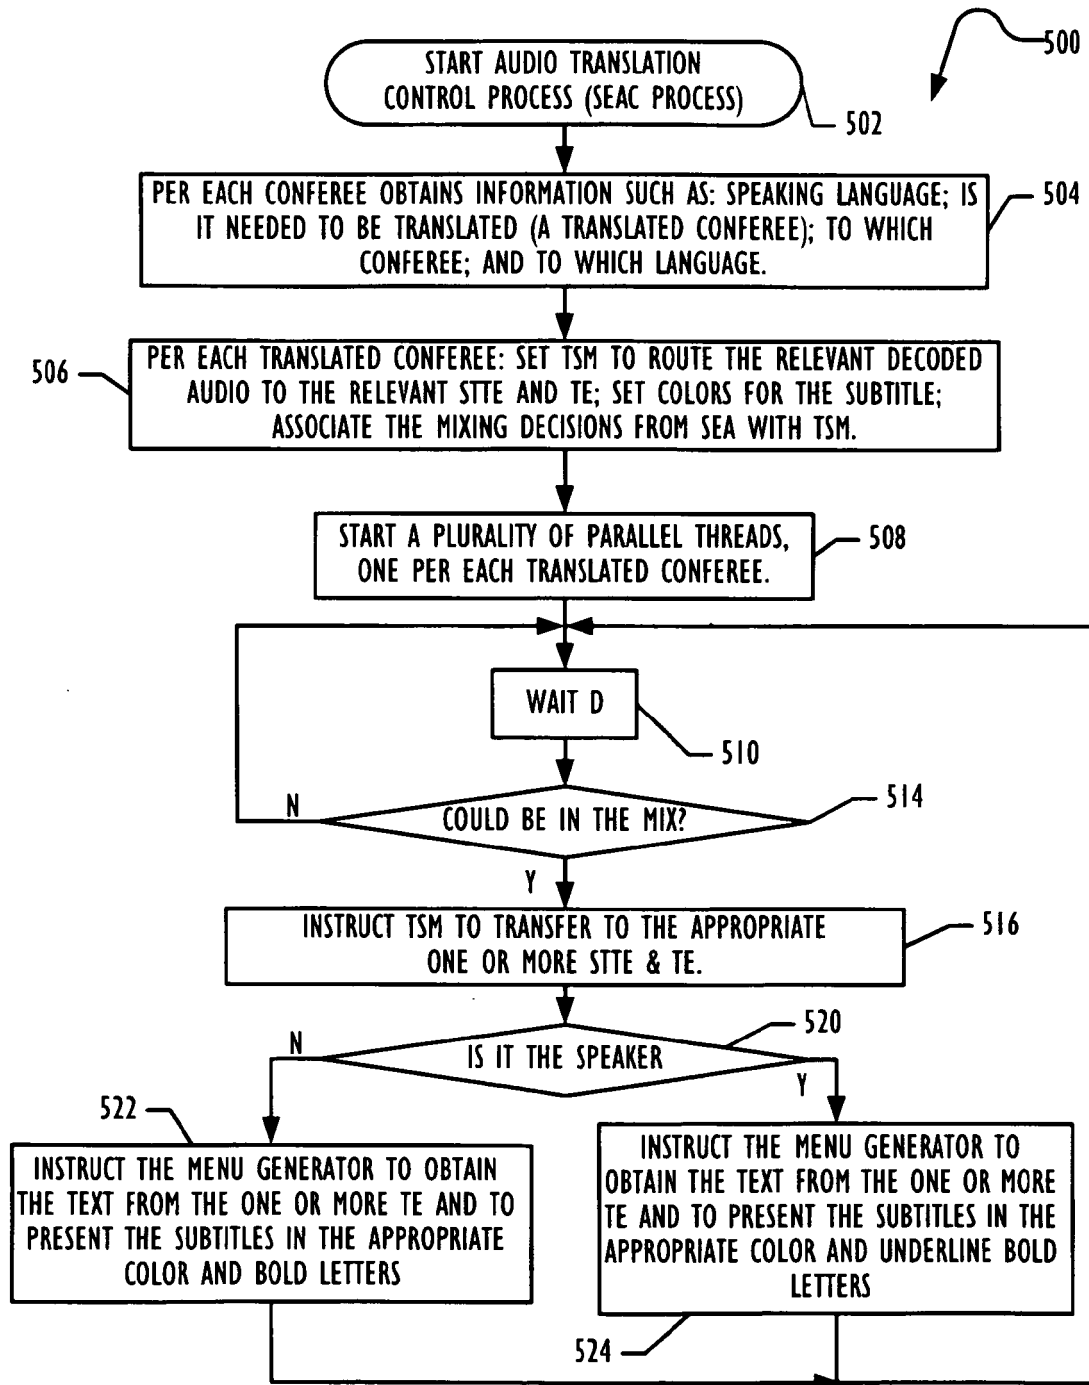 500
START AUDIO TRANSLATION
CONTROL PROCESS (SEAC PROCESS)
502
PER EACH CONFEREE OBTAINS INFORMATION SUCH AS: SPEAKING LANGUAGE; IS
IT NEEDED TO BE TRANSLATED (A TRANSLATED CONFEREE); TO WHICH
CONFEREE; AND TO WHICH LANGUAGE.
504
506
PER EACH TRANSLATED CONFEREE: SET TSM TO ROUTE THE RELEVANT DECODED
AUDIO TO THE RELEVANT STTE AND TE; SET COLORS FOR THE SUBTITLE;
ASSOCIATE THE MIXING DECISIONS FROM SEA WITH TSM.
START A PLURALITY OF PARALLEL THREADS,
ONE PER EACH TRANSLATED CONFEREE.
508
WAIT D
510
N
COULD BE IN THE MIX?
514
Y
INSTRUCT TSM TO TRANSFER TO THE APPROPRIATE
ONE OR MORE STTE & TE.
516
N
IS IT THE SPEAKER
520
Y
522
INSTRUCT THE MENU GENERATOR TO OBTAIN
THE TEXT FROM THE ONE OR MORE TE AND TO
PRESENT THE SUBTITLES IN THE APPROPRIATE
COLOR AND BOLD LETTERS
INSTRUCT THE MENU GENERATOR TO
OBTAIN THE TEXT FROM THE ONE OR MORE
TE AND TO PRESENT THE SUBTITLES IN THE
APPROPRIATE COLOR AND UNDERLINE BOLD
LETTERS
524